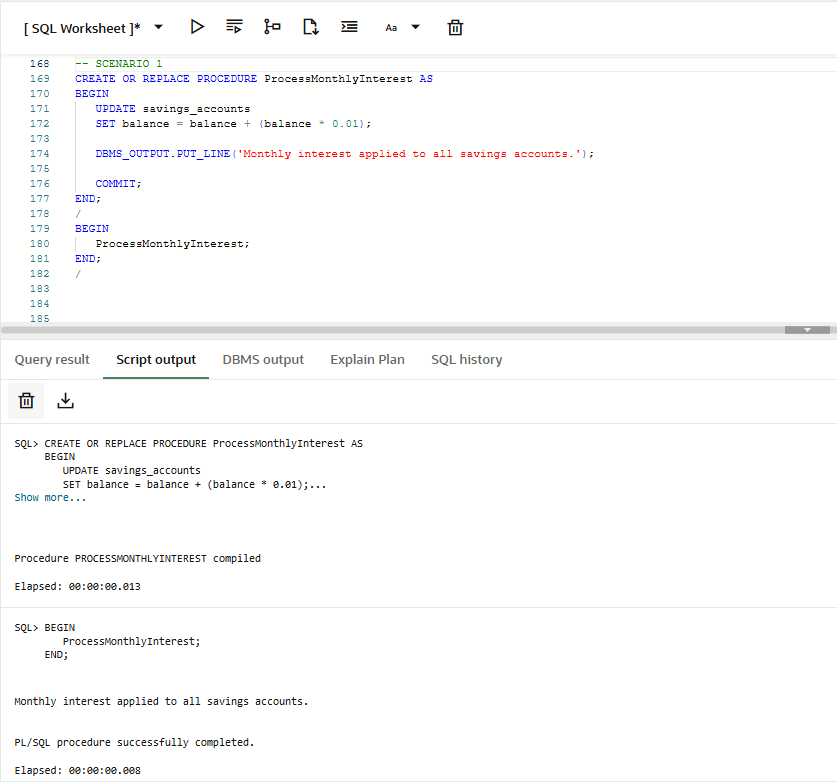 [ SQL Worksheet ]*
Aa
168 -- SCENARIO 1
169 CREATE OR REPLACE PROCEDURE ProcessMonthlyInterest AS
170 BEGIN
171 UPDATE savings_accounts
172 SET balance = balance + (balance * 0.01);
173
174 DBMS_OUTPUT.PUT_LINE('Monthly interest applied to all savings accounts.');
175
176 COMMIT;
177 END;
178 /
179 BEGIN
180 ProcessMonthlyInterest;
181 END;
182 /
183
184
185
Query result Script output DBMS output Explain Plan SQL history
SQL> CREATE OR REPLACE PROCEDURE ProcessMonthlyInterest AS
BEGIN
UPDATE savings_accounts
SET balance = balance + (balance * 0.01);...
Show more...
Procedure PROCESSMONTHLYINTEREST compiled
Elapsed: 00:00:00.013
SQL> BEGIN
ProcessMonthlyInterest;
END;
Monthly interest applied to all savings accounts.
PL/SQL procedure successfully completed.
Elapsed: 00:00:00.008